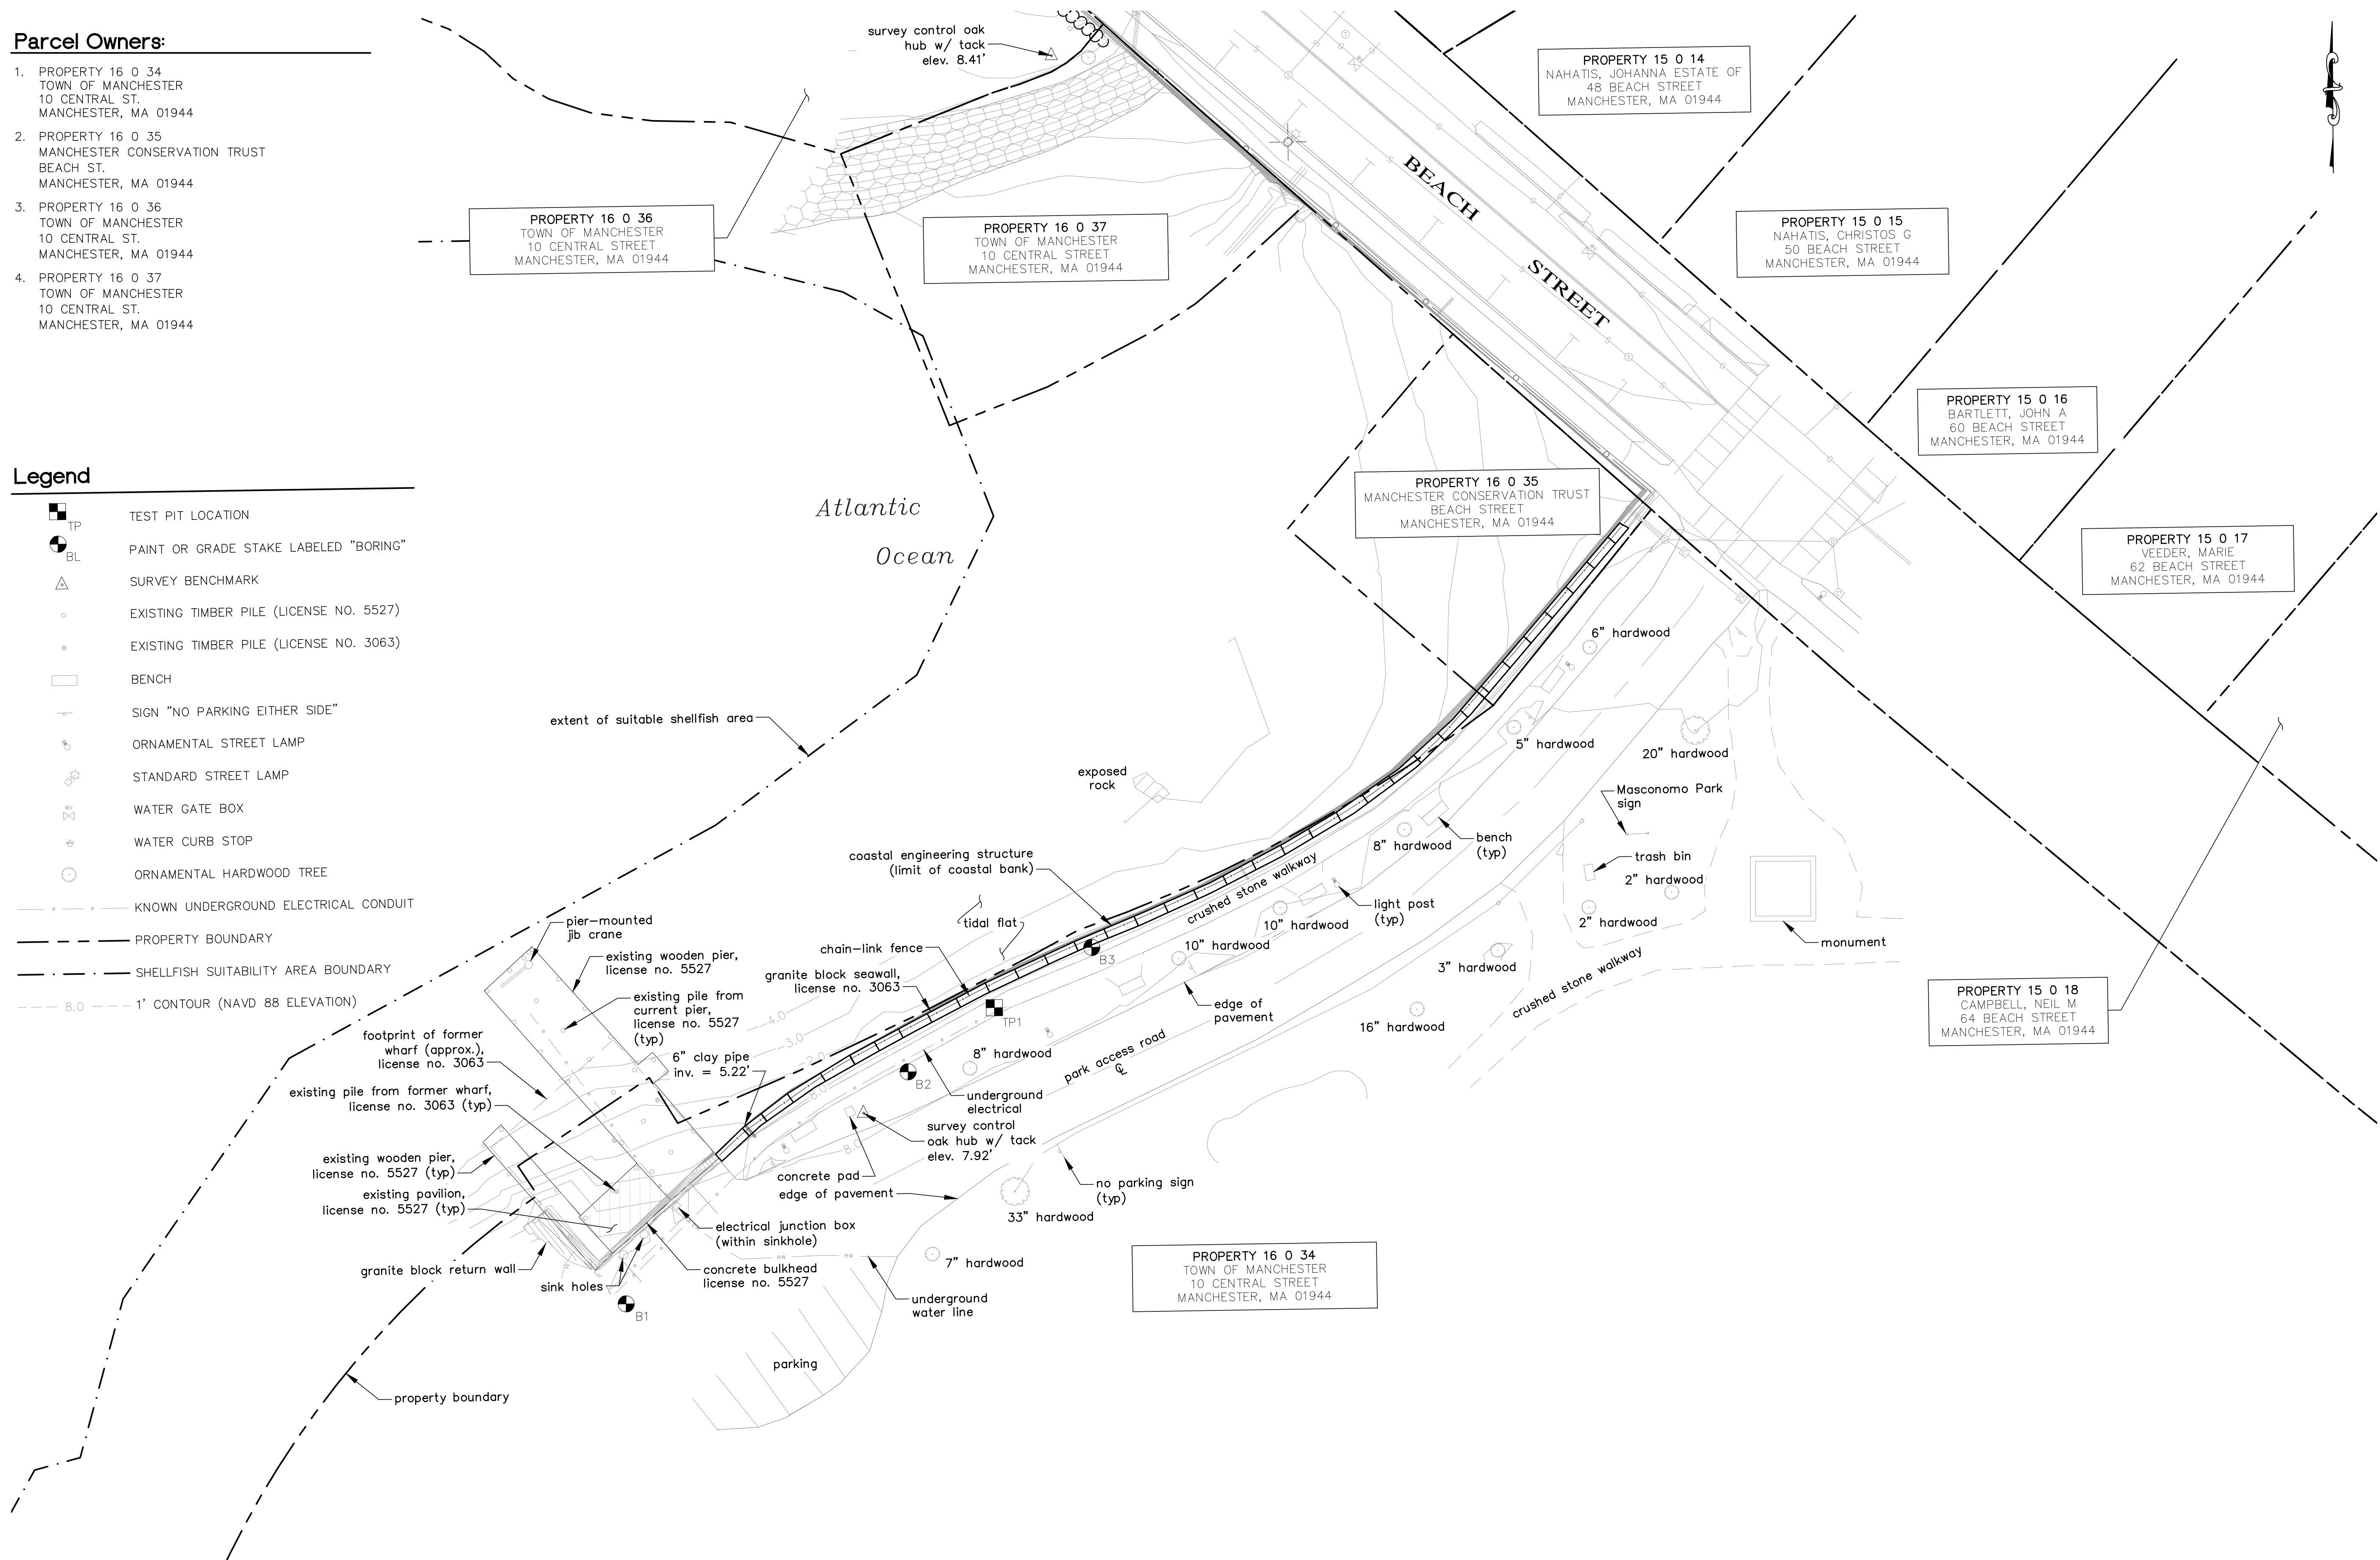 Parcel Owners:
1. PROPERTY 16 0 34
TOWN OF MANCHESTER
10 CENTRAL ST.
MANCHESTER, MA 01944
2. PROPERTY 16 0 35
MANCHESTER CONSERVATION TRUST
BEACH ST.
MANCHESTER, MA 01944
3. PROPERTY 16 0 36
TOWN OF MANCHESTER
10 CENTRAL ST.
MANCHESTER, MA 01944
4. PROPERTY 16 0 37
TOWN OF MANCHESTER
10 CENTRAL ST.
MANCHESTER, MA 01944
Legend
TP TEST PIT LOCATION
BL PAINT OR GRADE STAKE LABELED "BORING"
SURVEY BENCHMARK
EXISTING TIMBER PILE (LICENSE NO. 5527)
EXISTING TIMBER PILE (LICENSE NO. 3063)
BENCH
SIGN "NO PARKING EITHER SIDE"
ORNAMENTAL STREET LAMP
STANDARD STREET LAMP
WATER GATE BOX
WATER CURB STOP
ORNAMENTAL HARDWOOD TREE
KNOWN UNDERGROUND ELECTRICAL CONDUIT
PROPERTY BOUNDARY
SHELLFISH SUITABILITY AREA BOUNDARY
8.0 1' CONTOUR (NAVD 88 ELEVATION)
survey control oak
hub w/ tack
elev. 8.41'
PROPERTY 16 0 36
TOWN OF MANCHESTER
10 CENTRAL STREET
MANCHESTER, MA 01944
PROPERTY 16 0 37
TOWN OF MANCHESTER
10 CENTRAL STREET
MANCHESTER, MA 01944
BEACH
STREET
PROPERTY 15 0 14
NAHATIS, JOHANNA ESTATE OF
48 BEACH STREET
MANCHESTER, MA 01944
PROPERTY 15 0 15
NAHATIS, CHRISTOS G
50 BEACH STREET
MANCHESTER, MA 01944
PROPERTY 15 0 16
BARTLETT, JOHN A
60 BEACH STREET
MANCHESTER, MA 01944
PROPERTY 15 0 17
VEEDER, MARIE
62 BEACH STREET
MANCHESTER, MA 01944
PROPERTY 15 0 18
CAMPBELL, NEIL M
64 BEACH STREET
MANCHESTER, MA 01944
PROPERTY 16 0 35
MANCHESTER CONSERVATION TRUST
BEACH STREET
MANCHESTER, MA 01944
Atlantic
Ocean
extent of suitable shellfish area
exposed
rock
6" hardwood
5" hardwood
20" hardwood
Masconomo Park
sign
bench
(typ)
8" hardwood
trash bin
2" hardwood
2" hardwood
monument
light post
(typ)
10" hardwood
10" hardwood
3" hardwood
crushed stone walkway
crushed stone walkway
edge of
pavement
16" hardwood
coastal engineering structure
(limit of coastal bank)
tidal flat
chain-link fence
granite block seawall,
license no. 3063
B3
TP1
B2
8" hardwood
park access road
℄
pier-mounted
jib crane
existing wooden pier,
license no. 5527
existing pile from
current pier,
license no. 5527
(typ)
-4.0
-3.0
-2.0
6" clay pipe
inv. = 5.22'
footprint of former
wharf (approx.),
license no. 3063
existing pile from former wharf,
license no. 3063 (typ)
existing wooden pier,
license no. 5527 (typ)
existing pavilion,
license no. 5527 (typ)
granite block return wall
sink holes
B1
electrical junction box
(within sinkhole)
concrete bulkhead
license no. 5527
underground
electrical
survey control
oak hub w/ tack
elev. 7.92'
8.0
concrete pad
edge of pavement
no parking sign
(typ)
33" hardwood
7" hardwood
underground
water line
parking
property boundary
PROPERTY 16 0 34
TOWN OF MANCHESTER
10 CENTRAL STREET
MANCHESTER, MA 01944